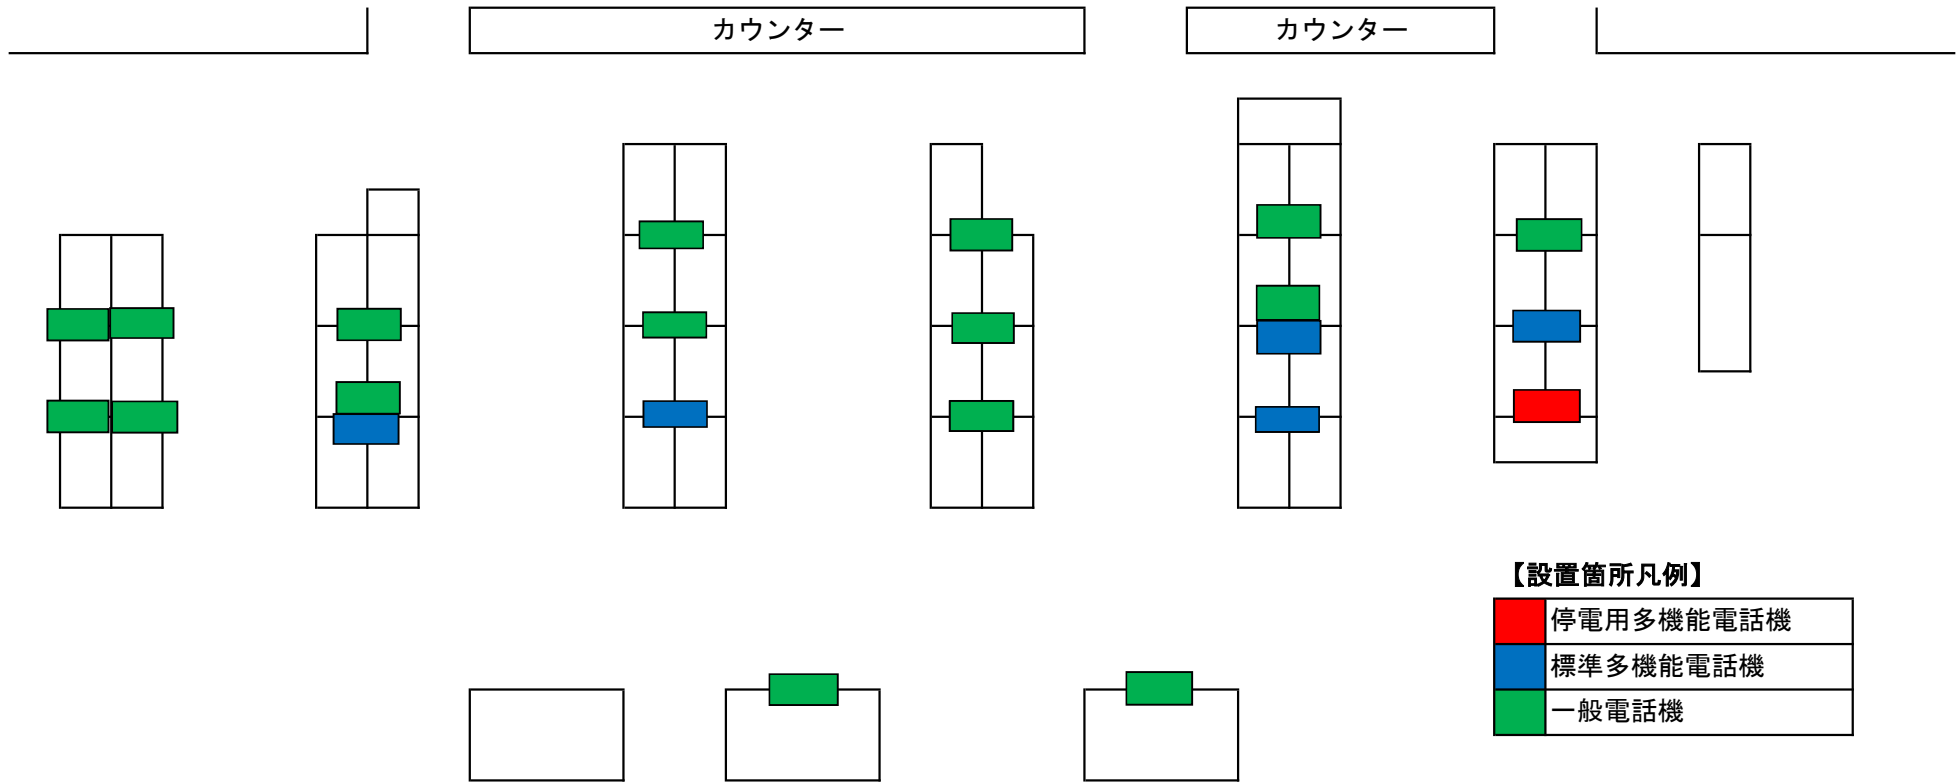 カウンター
カウンター
【設置箇所凡例】
停電用多機能電話機
標準多機能電話機
一般電話機